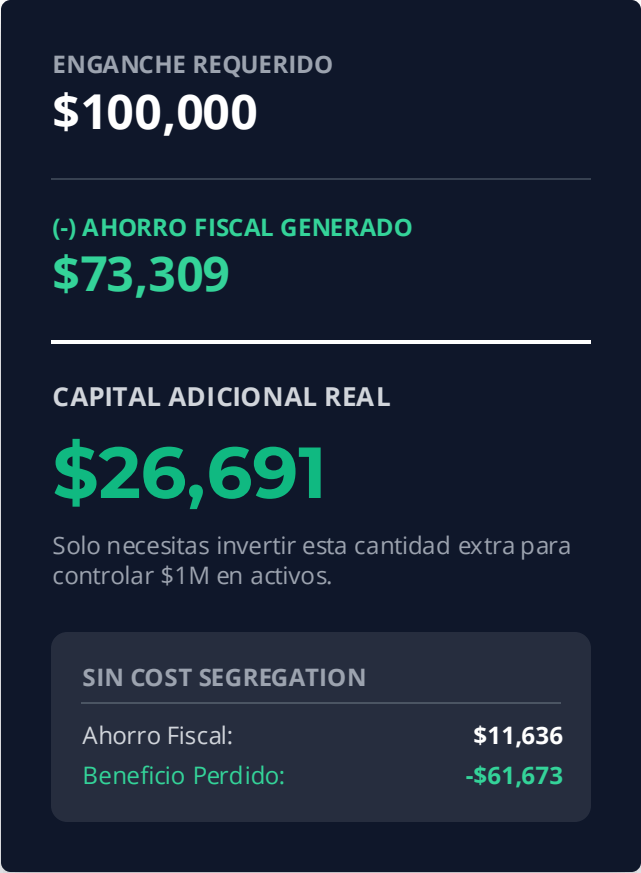 ENGANCHE REQUERIDO
$100,000
(-) AHORRO FISCAL GENERADO
$73,309
CAPITAL ADICIONAL REAL
$26,691
Solo necesitas invertir esta cantidad extra para
controlar $1M en activos.
SIN COST SEGREGATION
Ahorro Fiscal: $11,636
Beneficio Perdido: -$61,673